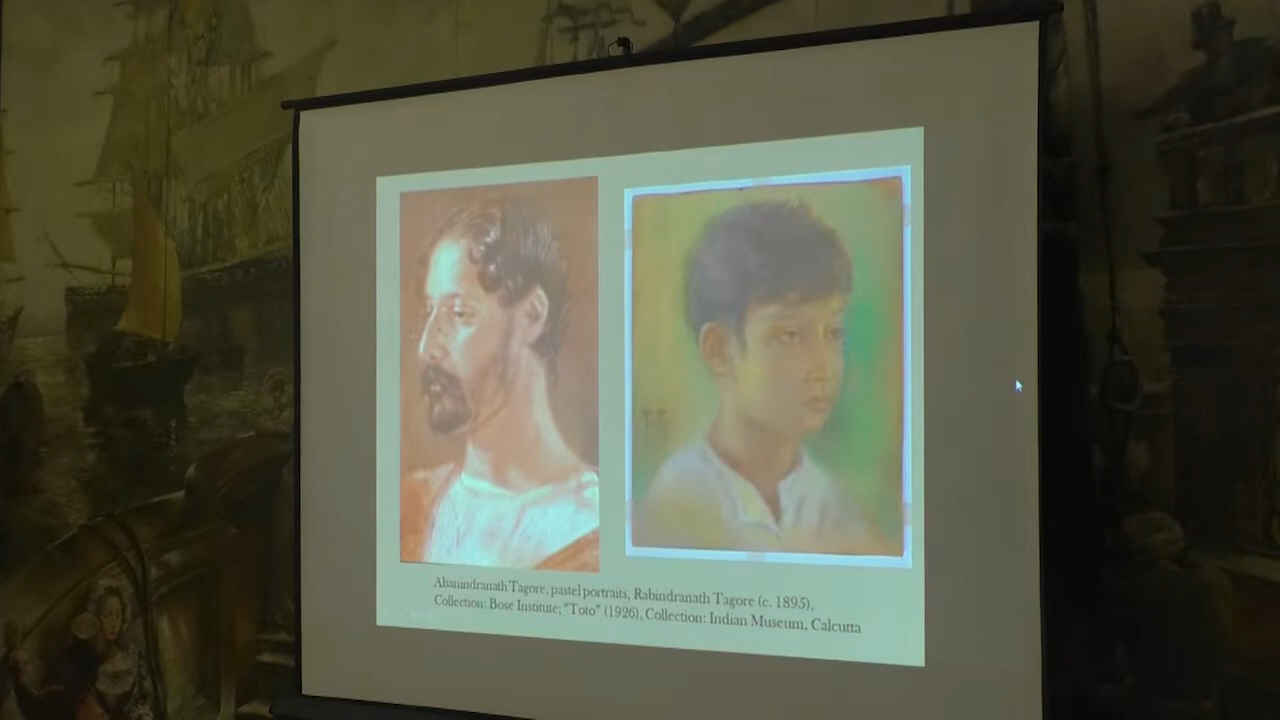 Abanindranath Tagore, pastel portraits, Rabindranath Tagore (c. 1895),
Collection: Bose Institute; "Toto" (1926), Collection: Indian Museum, Calcutta